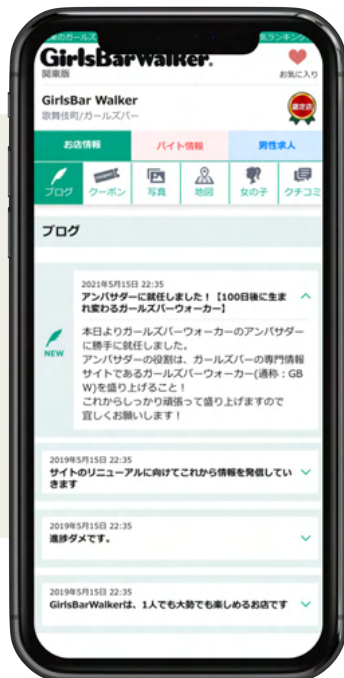 東のガールズ
気ランキング
GirlsBarWalker.
関東版
お気に入り
GirlsBar Walker
歌舞伎町/ガールズバー
認定店
お店情報
バイト情報
男性求人
ブログ
クーポン
写真
地図
女の子
クチコミ
ブログ
2021年5月15日 22:35
アンバサダーに就任しました!【100日後に生ま
れ変わるガールズバーウォーカー】
NEW
本日よりガールズバーウォーカーのアンバサダー
に勝手に就任しました。
アンバサダーの役割は、ガールズバーの専門情報
サイトであるガールズバーウォーカー(通称:GB
W)を盛り上げること!
これからしっかり頑張って盛り上げますので
宜しくお願いします!
2019年5月15日 22:35
サイトのリニューアルに向けてこれから情報を発信してい
きます
2019年5月15日 22:35
進捗ダメです。
2019年5月15日 22:35
GirlsBarWalkerは、1人でも大勢でも楽しめるお店です